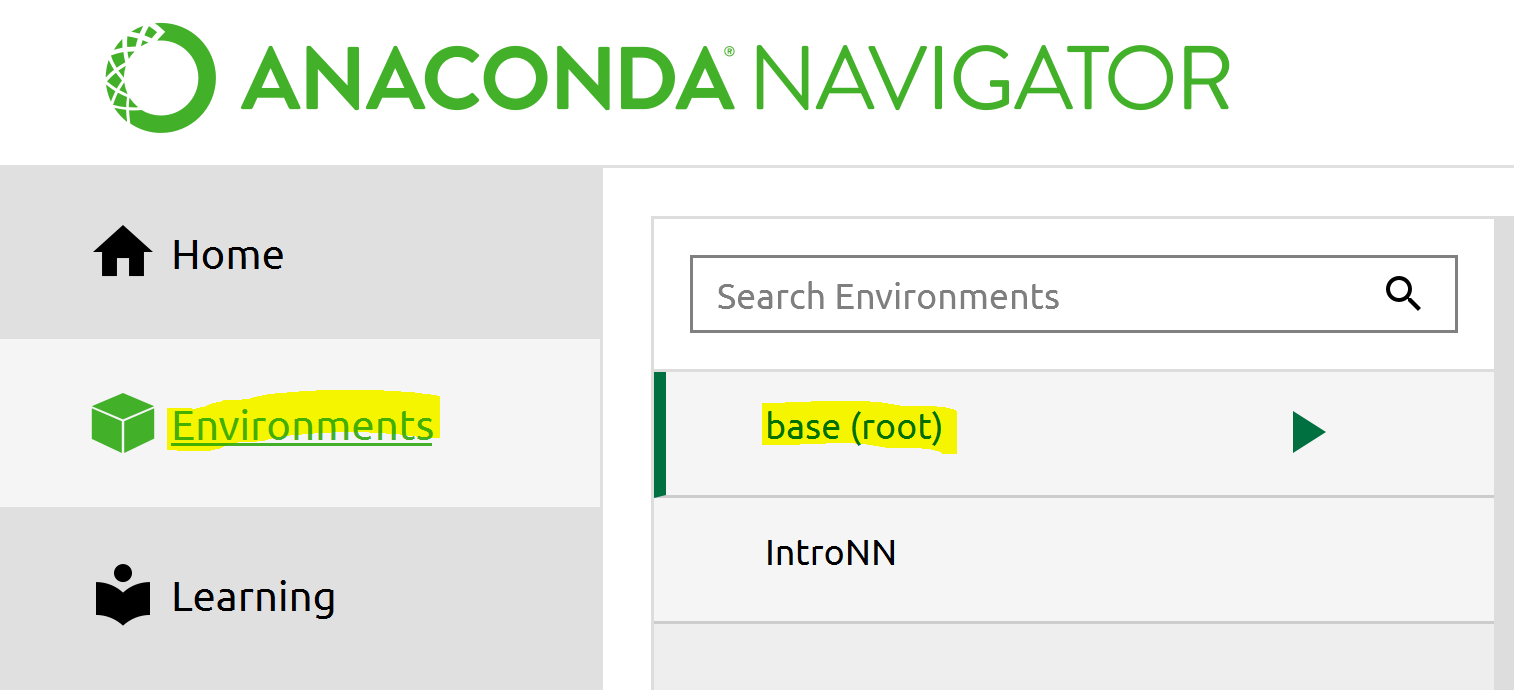 ANACONDA® NAVIGATOR
Home
Environments
Learning
Search Environments
base (root)
IntroNN